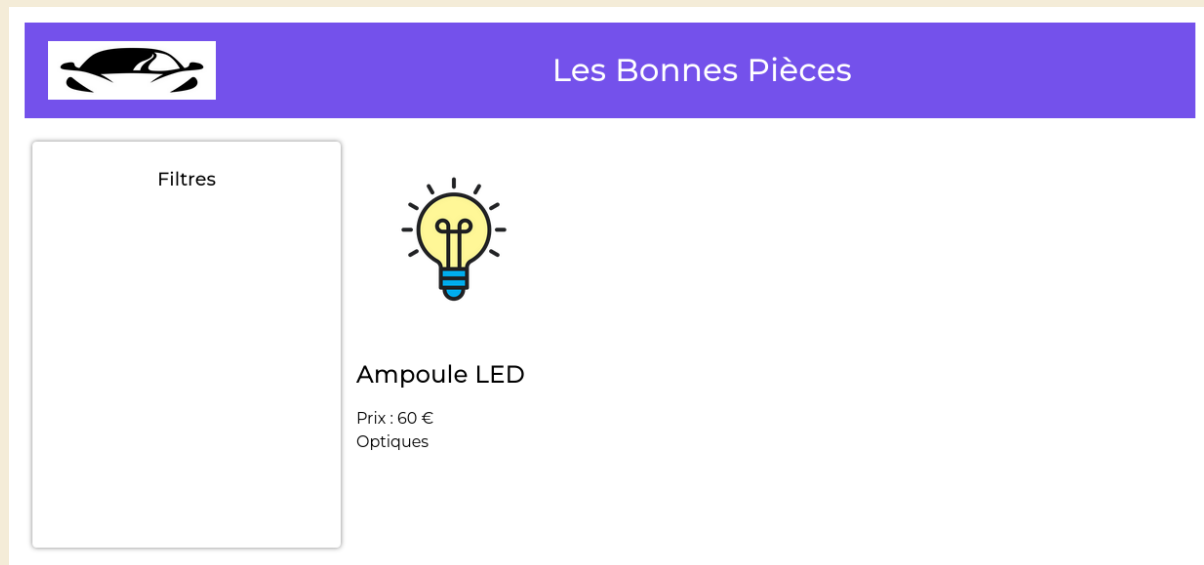 Les Bonnes Pièces
Filtres
Ampoule LED
Prix : 60 €
Optiques